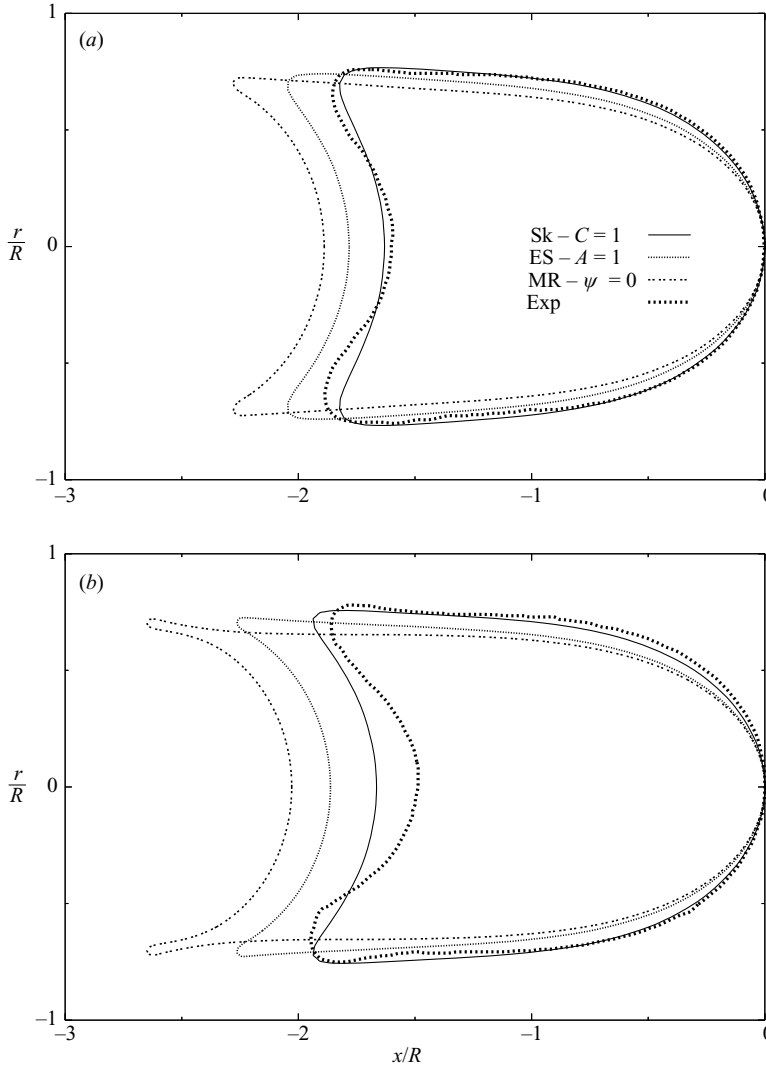 1
(a)
r
R
0
Sk – C = 1
ES – A = 1
MR – ψ = 0
Exp
–1
–3
–2
–1
0
1
(b)
r
R
0
–1
–3
–2
–1
0
x/R